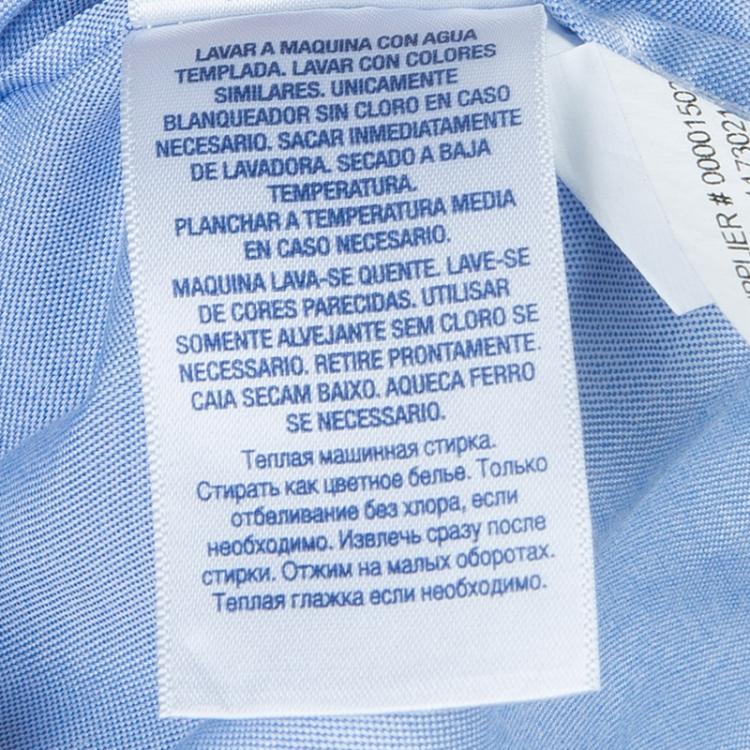 LAVAR A MAQUINA CON AGUA
TEMPLADA. LAVAR CON COLORES
SIMILARES. UNICAMENTE
BLANQUEADOR SIN CLORO EN CASO
NECESARIO. SACAR INMEDIATAMENTE
DE LAVADORA. SECADO A BAJA
TEMPERATURA.
PLANCHAR A TEMPERATURA MEDIA
EN CASO NECESARIO.
MAQUINA LAVA-SE QUENTE. LAVE-SE
DE CORES PARECIDAS. UTILISAR
SOMENTE ALVEJANTE SEM CLORO SE
NECESSARIO. RETIRE PRONTAMENTE.
CAIA SECAM BAIXO. AQUECA FERRO
SE NECESSARIO.
Теплая машинная стирка.
Стирать как цветное белье. Только
отбеливание без хлора, если
необходимо. Извлечь сразу после
стирки. Отжим на малых оборотах.
Теплая глажка если необходимо.